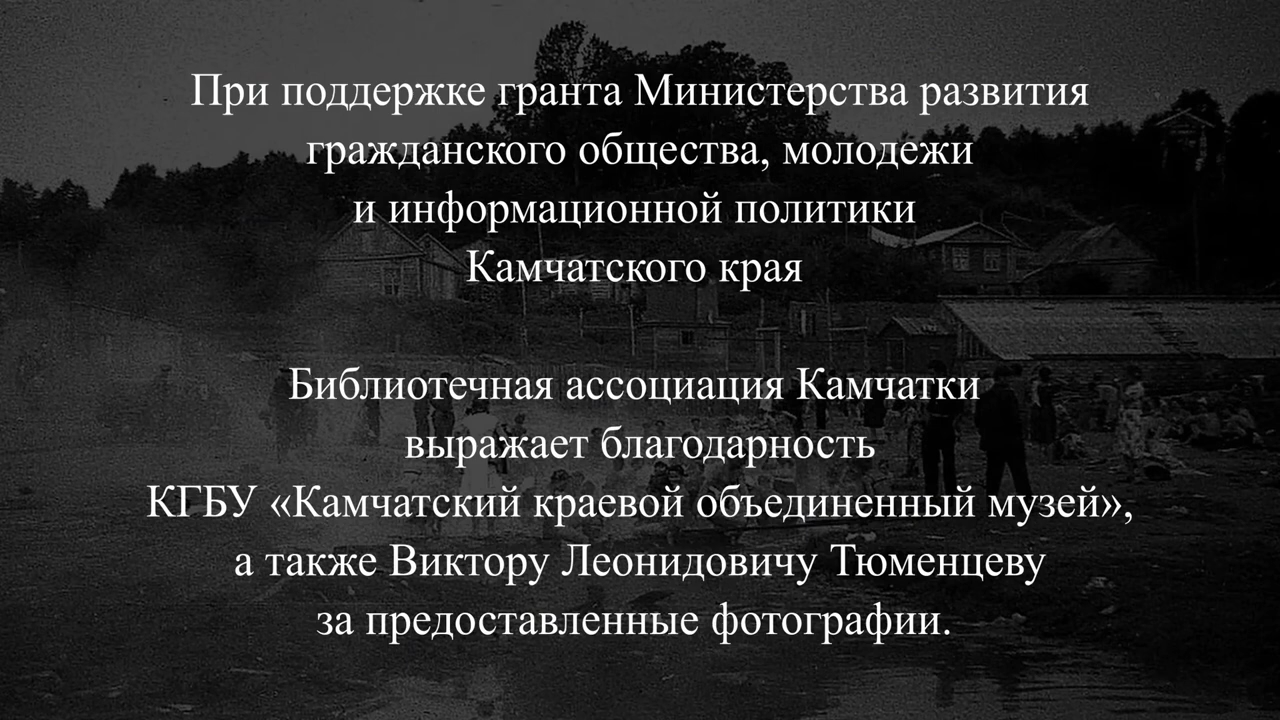 При поддержке гранта Министерства развития
гражданского общества, молодежи
и информационной политики
Камчатского края
Библиотечная ассоциация Камчатки
выражает благодарность
КГБУ «Камчатский краевой объединенный музей»,
а также Виктору Леонидовичу Тюменцеву
за предоставленные фотографии.